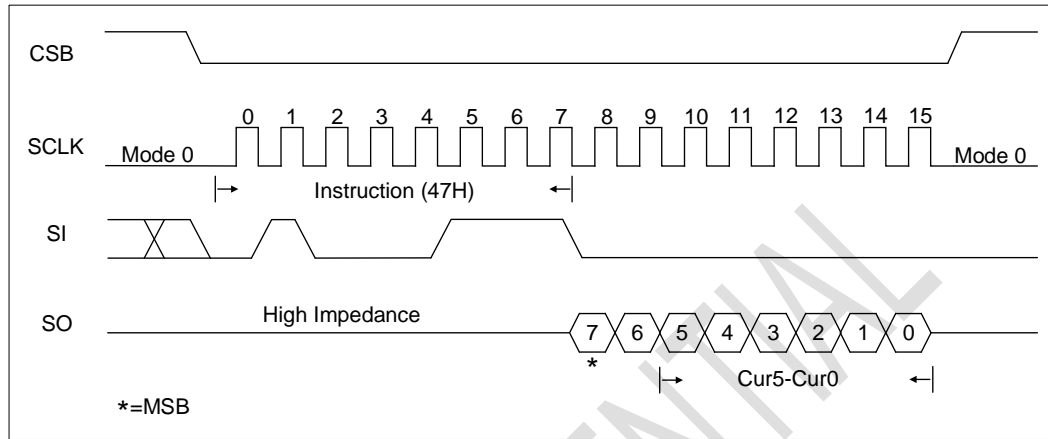 CSB
0 1 2 3 4 5 6 7 8 9 10 11 12 13 14 15
SCLK
Mode 0
Mode 0
Instruction (47H)
SI
High Impedance
SO
7 6 5 4 3 2 1 0
*
Cur5-Cur0
*=MSB